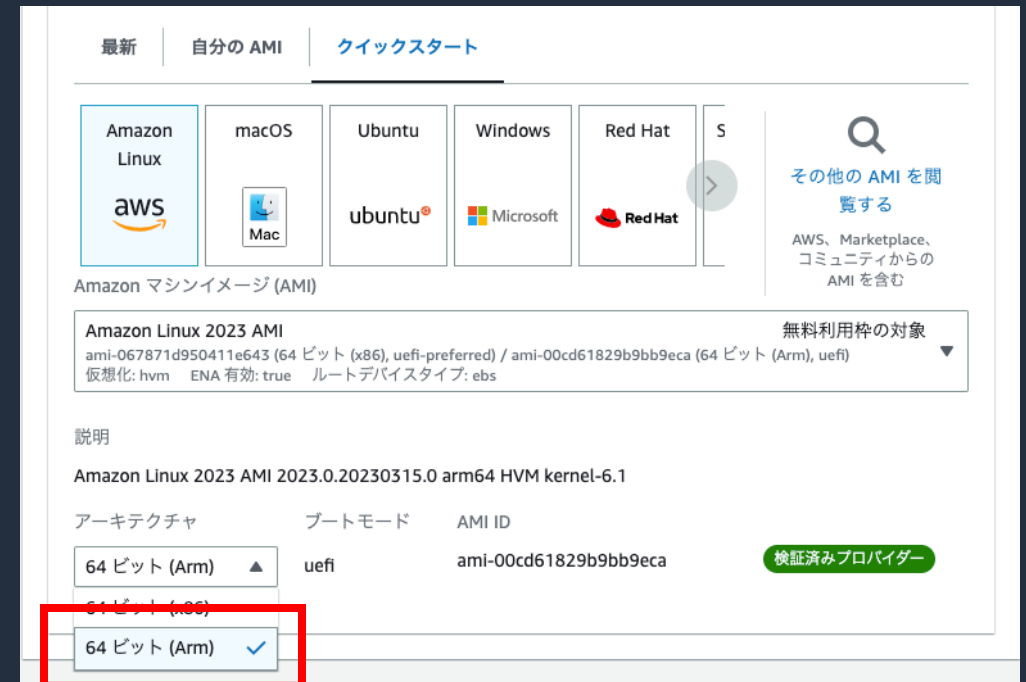 最新
自分の AMI
クイックスタート
Amazon
Linux
aws
macOS
Mac
Ubuntu
ubuntu
Windows
Microsoft
Red Hat
Red Hat
S
その他の AMI を閲
覧する
AWS、Marketplace、
コミュニティからの
AMI を含む
Amazon マシンイメージ (AMI)
Amazon Linux 2023 AMI
無料利用枠の対象
ami-067871d950411e643 (64 ビット (x86), uefi-preferred) / ami-00cd61829b9bb9eca (64 ビット (Arm), uefi)
仮想化: hvm ENA 有効: true ルートデバイスタイプ: ebs
説明
Amazon Linux 2023 AMI 2023.0.20230315.0 arm64 HVM kernel-6.1
アーキテクチャ
ブートモード
AMI ID
64 ビット (Arm)
uefi
ami-00cd61829b9bb9eca
検証済みプロバイダー
64 ビット (x86)
64 ビット (Arm)